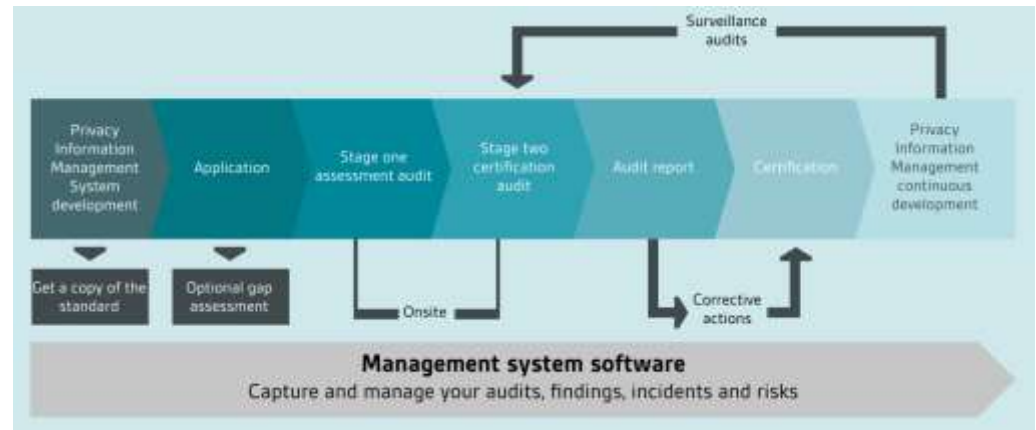 Surveillance
audits
Privacy
Information
Management
System
development
Application
Stage one
assessment audit
Stage two
certification
audit
Audit report
Certification
Privacy
Information
Management
continuous
development
Get a copy of the
standard
Optional gap
assessment
Onsite
Corrective
actions
Management system software
Capture and manage your audits, findings, incidents and risks